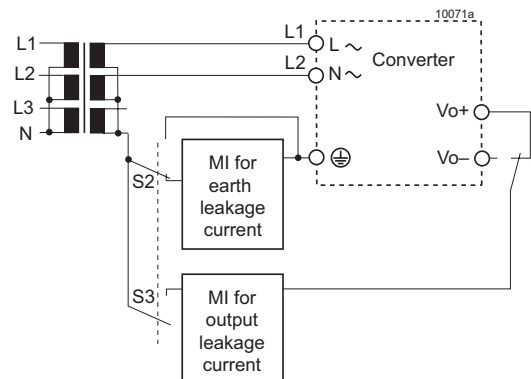 10071a
L1
L2
L3
N
L1
L2
L ~
N ~
Converter
Vo+
Vo–
S2
MI for
earth
leakage
current
S3
MI for
output
leakage
current